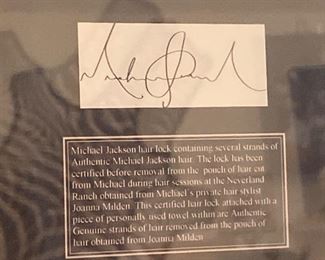 Michael Jackson
Michael Jackson hair lock containing several strands of
Authentic Michael Jackson hair. The lock has been
certified before removal from the pouch of hair cut
from Michael during hair sessions at the Neverland
Ranch obtained from Michael's private hair stylist
Joanna Milden. This certified hair lock attached with a
piece of personally used towel within are Authentic
Genuine strands of hair removed from the pouch of
hair obtained from Joanna Milden